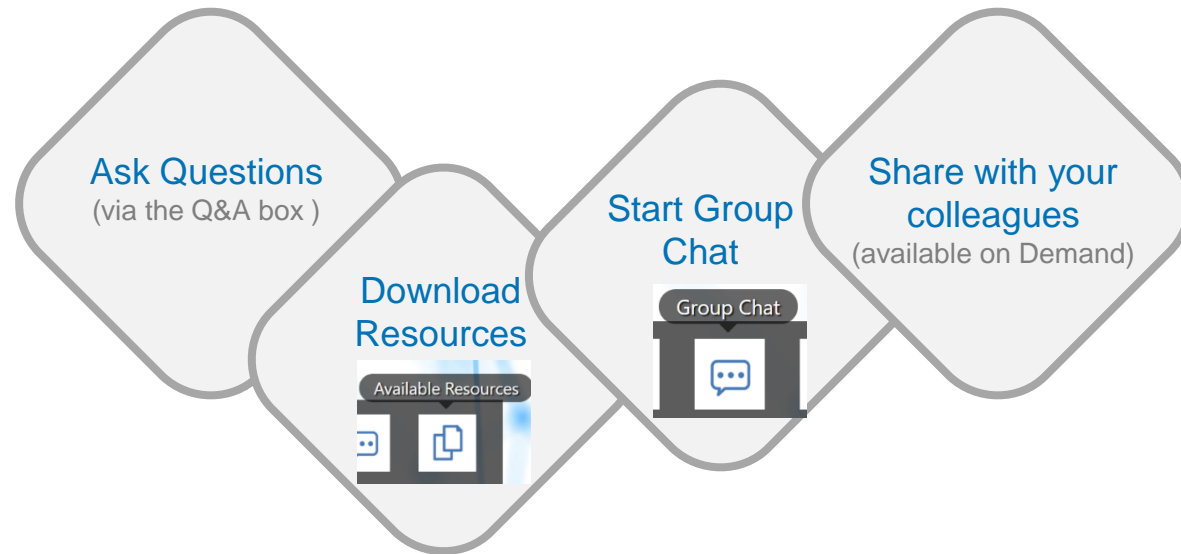 Ask Questions
(via the Q&A box )
Download
Resources
Available Resources
Start Group
Chat
Group Chat
Share with your
colleagues
(available on Demand)